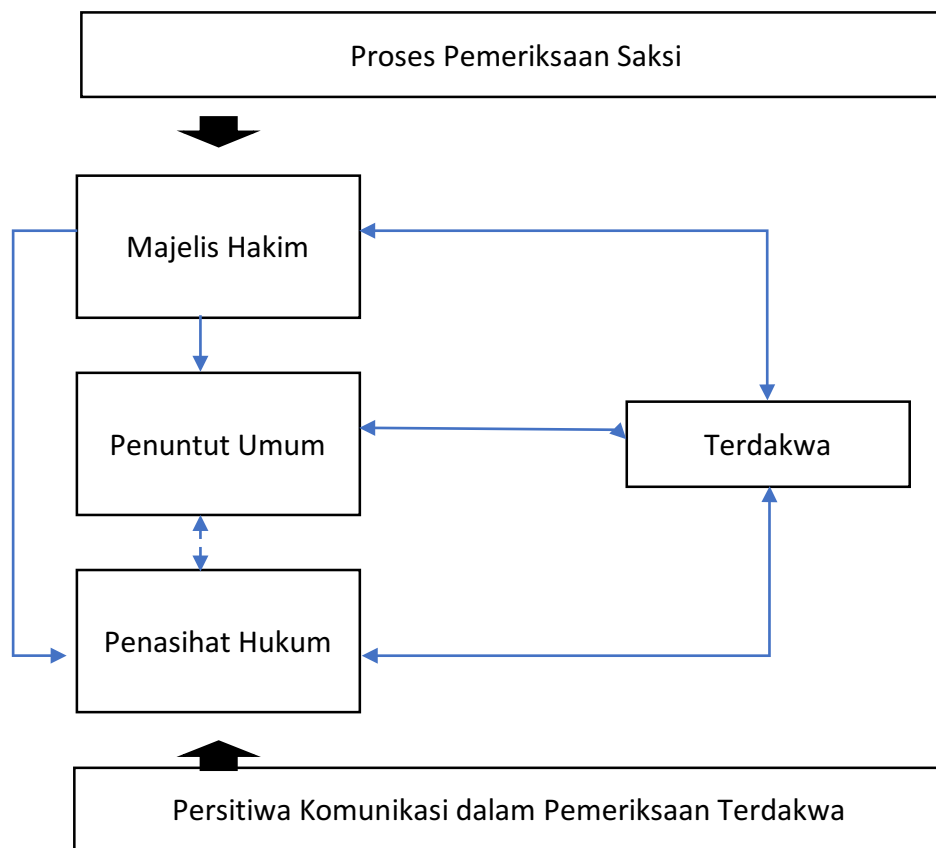 Proses Pemeriksaan Saksi
Majelis Hakim
Penuntut Umum
Terdakwa
Penasihat Hukum
Persitiwa Komunikasi dalam Pemeriksaan Terdakwa